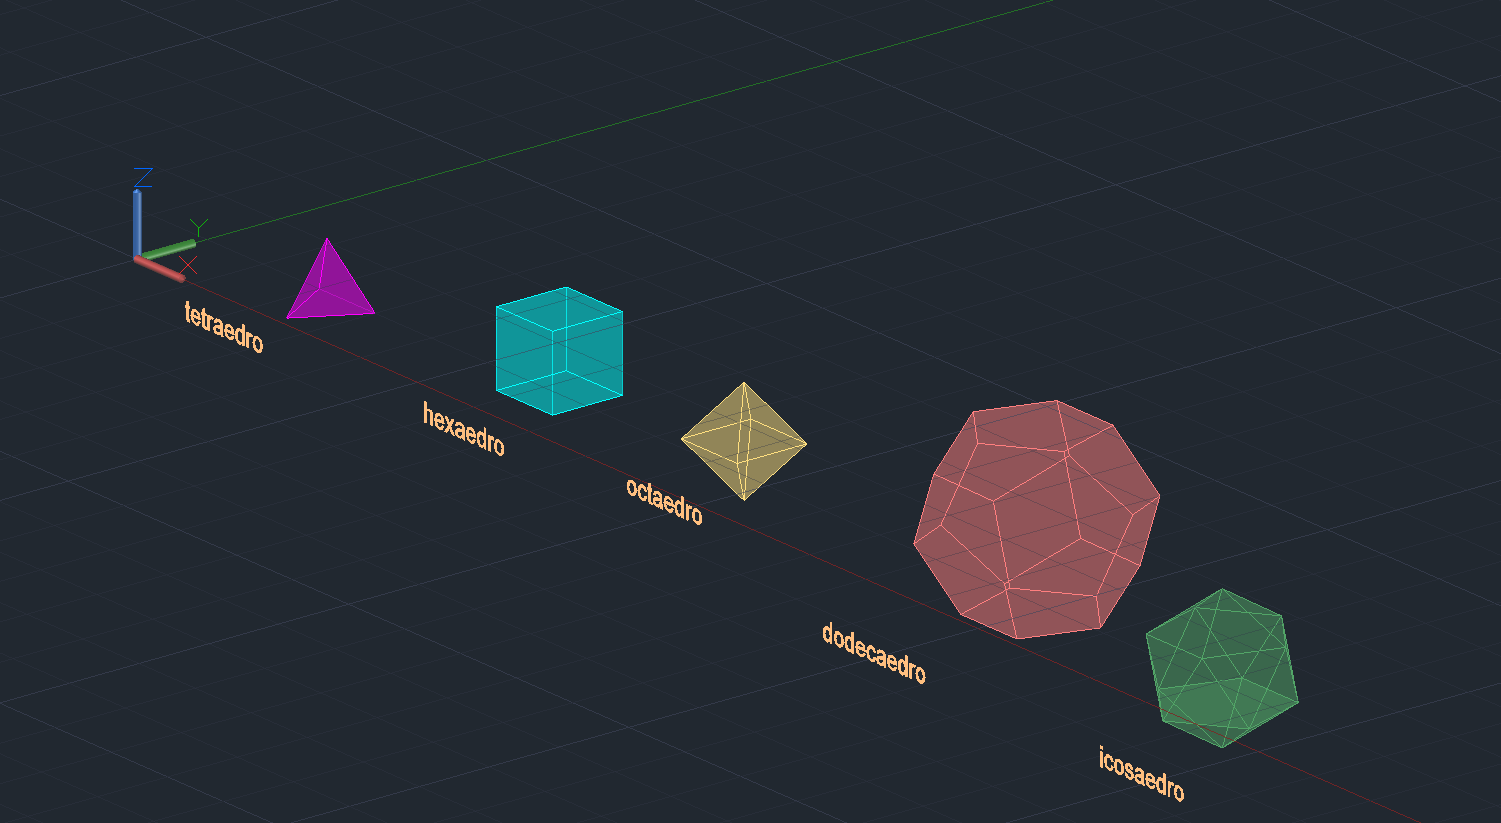 Z
Y
X
tetraedro
hexaedro
octaedro
dodecaedro
icosaedro